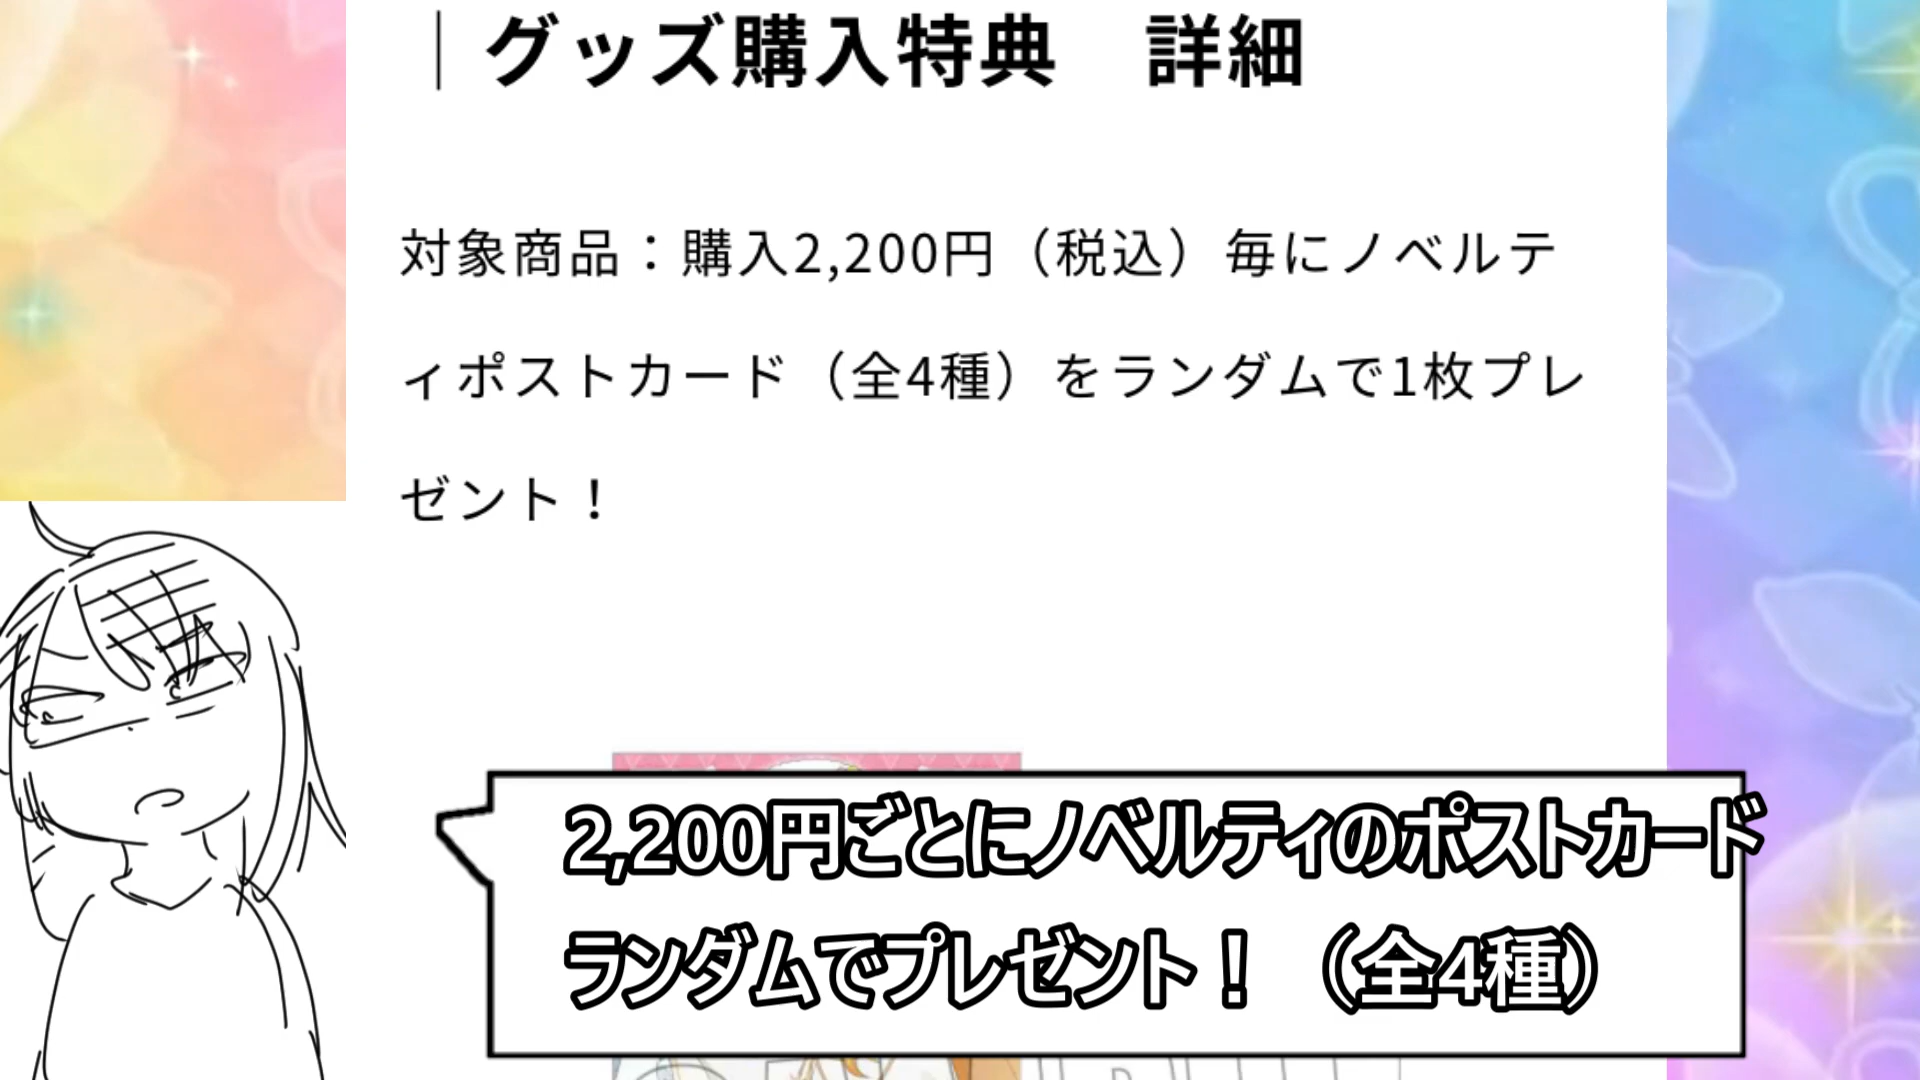 グッズ購入特典　詳細
対象商品：購入2,200円（税込）毎にノベルテ
ィポストカード（全4種）をランダムで1枚プレ
ゼント！
2,200円ごとにノベルティのポストカード
ランダムでプレゼント！（全4種）